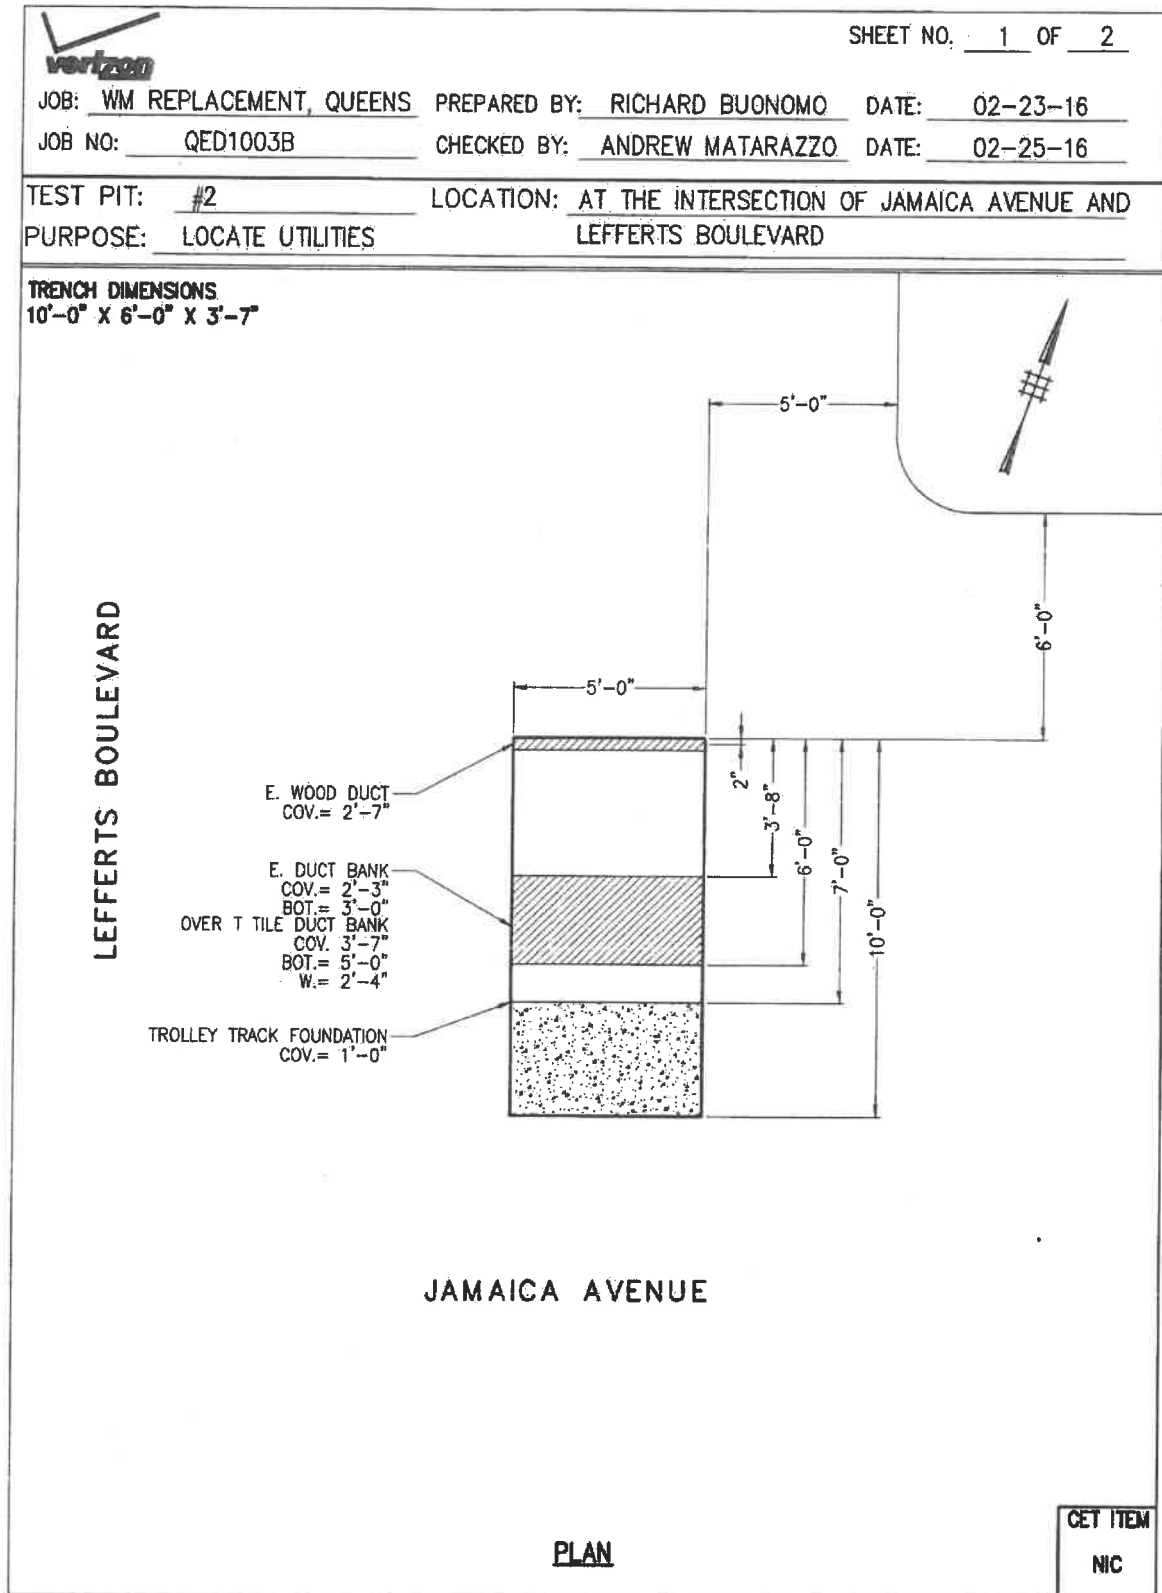 verizon
SHEET NO. 1 OF 2
JOB: WM REPLACEMENT, QUEENS PREPARED BY: RICHARD BUONOMO DATE: 02-23-16
JOB NO: QED1003B CHECKED BY: ANDREW MATARAZZO DATE: 02-25-16
TEST PIT: #2 LOCATION: AT THE INTERSECTION OF JAMAICA AVENUE AND
PURPOSE: LOCATE UTILITIES LEFFERTS BOULEVARD
TRENCH DIMENSIONS
10'-0" X 6'-0" X 3'-7"
5'-0"
6'-0"
LEFFERTS BOULEVARD
5'-0"
2"
3'-8"
6'-0"
7'-0"
10'-0"
E. WOOD DUCT
COV.= 2'-7"
E. DUCT BANK
COV.= 2'-3"
BOT.= 3'-0"
OVER T TILE DUCT BANK
COV. 3'-7"
BOT.= 5'-0"
W.= 2'-4"
TROLLEY TRACK FOUNDATION
COV.= 1'-0"
JAMAICA AVENUE
PLAN
CET ITEM
NIC